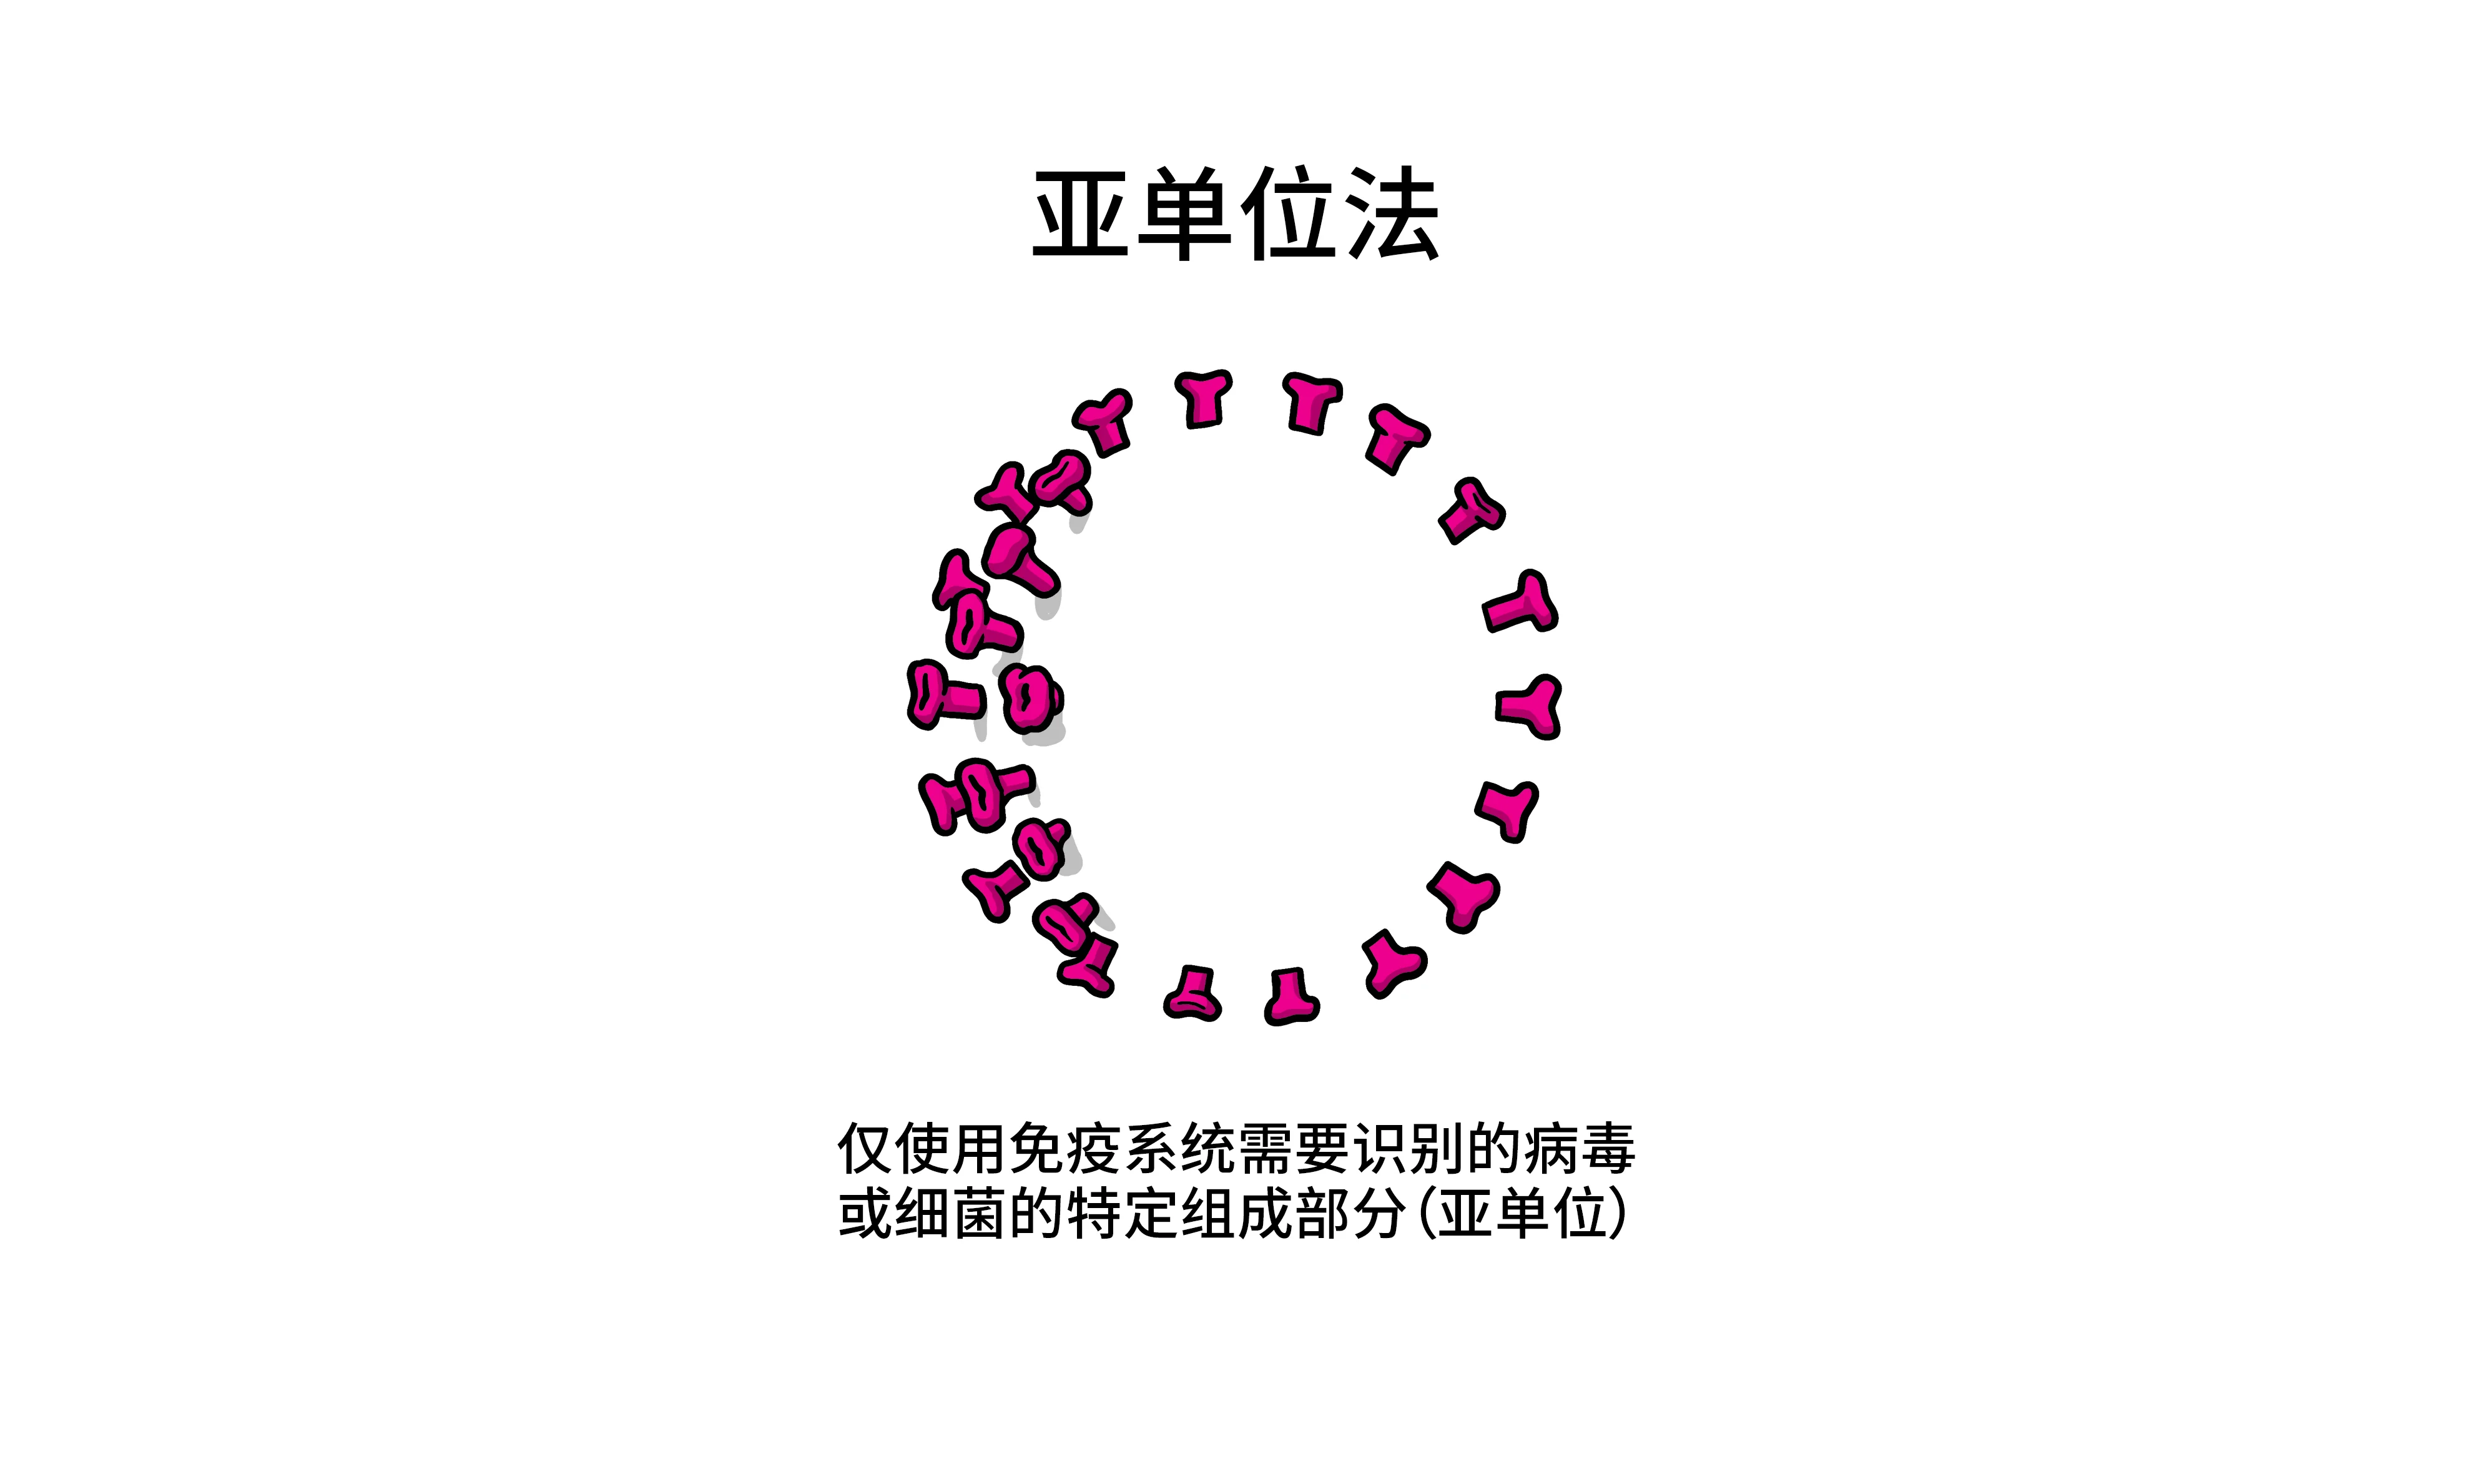 亚单位法
仅使用免疫系统需要识别的病毒
或细菌的特定组成部分(亚单位)